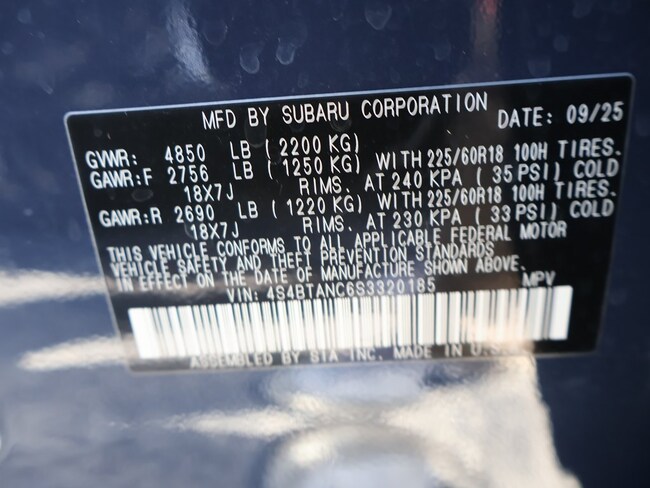 MFD BY SUBARU CORPORATION DATE: 09/25
GVWR: 4850 LB (2200 KG)
GAWR:F 2756 LB (1250 KG) WITH 225/60R18 100H TIRES.
18X7J RIMS. AT 240 KPA (35 PSI) COLD
GAWR:R 2690 LB (1220 KG) WITH 225/60R18 100H TIRES.
18X7J RIMS. AT 230 KPA (33 PSI) COLD
THIS VEHICLE CONFORMS TO ALL APPLICABLE FEDERAL MOTOR
VEHICLE SAFETY AND THEFT PREVENTION STANDARDS
IN EFFECT ON THE DATE OF MANUFACTURE SHOWN ABOVE.
VIN: 4S4BTANC6S3320185 MPV
ASSEMBLED BY SIA INC. MADE IN